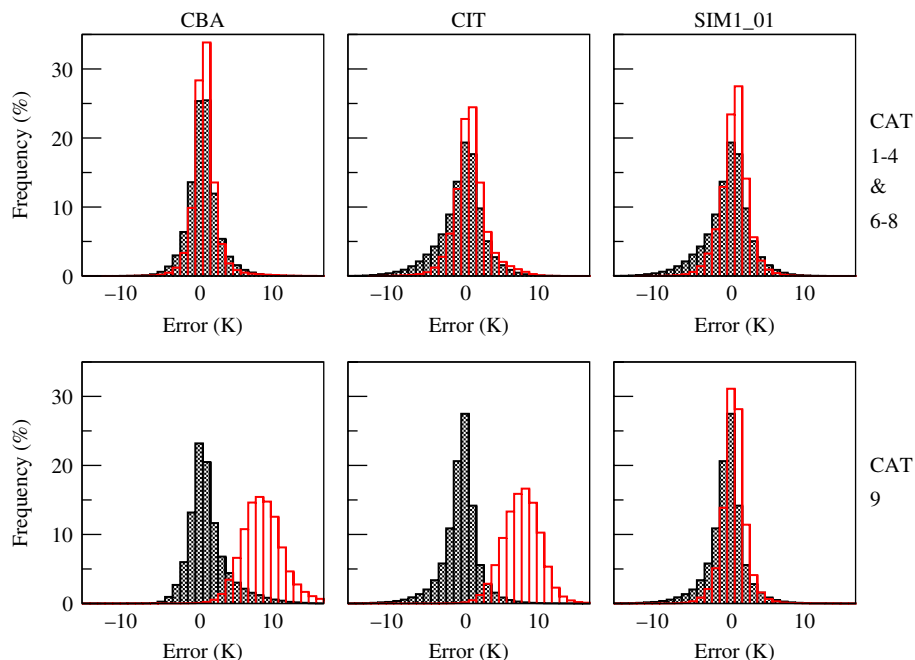 CBA CIT SIM1_01
Frequency (%)
30
20
10
0
CAT
1-4
&
6-8
−10 0 10 −10 0 10 −10 0 10
Error (K) Error (K) Error (K)
Frequency (%)
30
20
10
0
CAT
9
−10 0 10 −10 0 10 −10 0 10
Error (K) Error (K) Error (K)